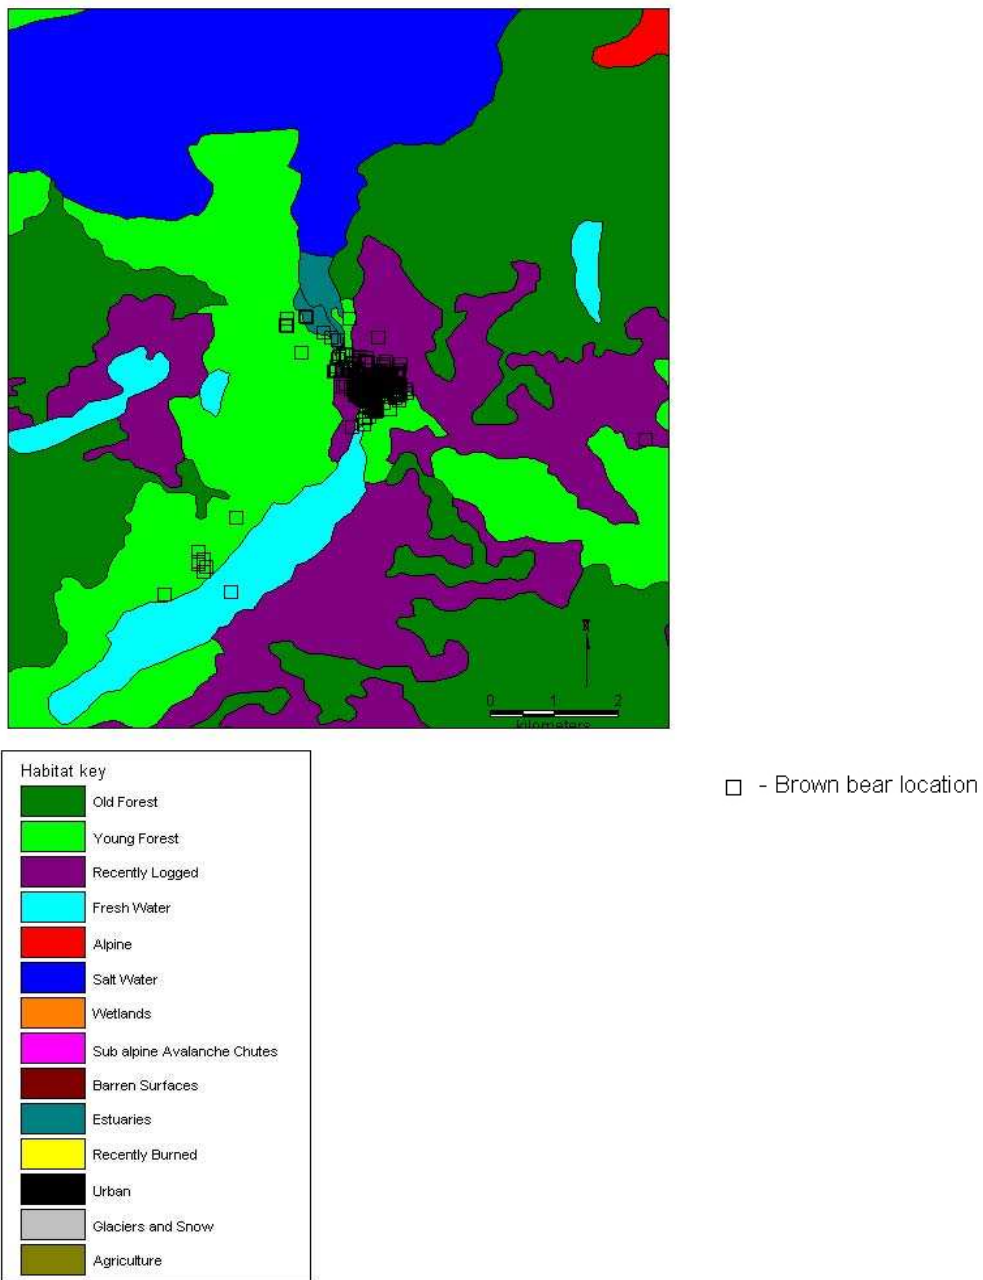 N
0 1 2
kilometers
Habitat key
Old Forest
Young Forest
Recently Logged
Fresh Water
Alpine
Salt Water
Wetlands
Sub alpine Avalanche Chutes
Barren Surfaces
Estuaries
Recently Burned
Urban
Glaciers and Snow
Agriculture
- Brown bear location